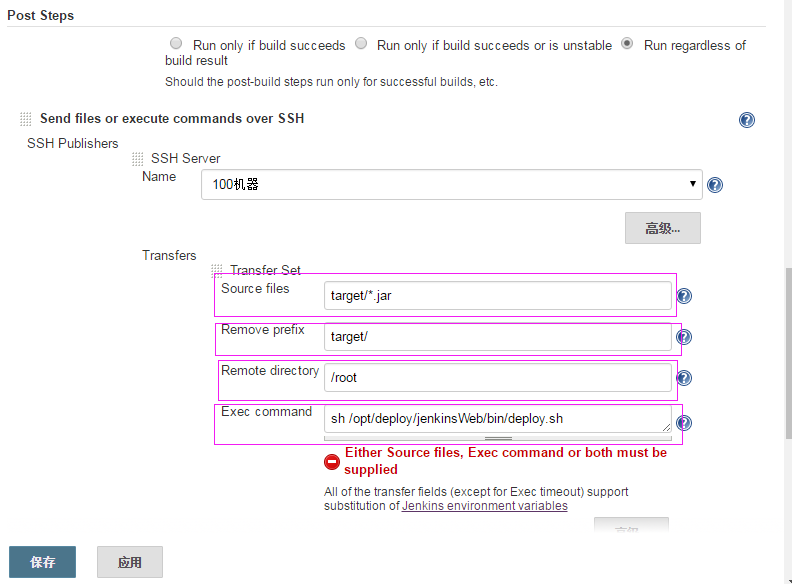 Post Steps
Run only if build succeeds Run only if build succeeds or is unstable Run regardless of
build result
Should the post-build steps run only for successful builds, etc.
Send files or execute commands over SSH
SSH Publishers
SSH Server
Name
100机器
高级...
Transfers
Transfer Set
Source files
target/*.jar
Remove prefix
target/
Remote directory
/root
Exec command
sh /opt/deploy/jenkinsWeb/bin/deploy.sh
Either Source files, Exec command or both must be
supplied
All of the transfer fields (except for Exec timeout) support
substitution of Jenkins environment variables
保存
应用